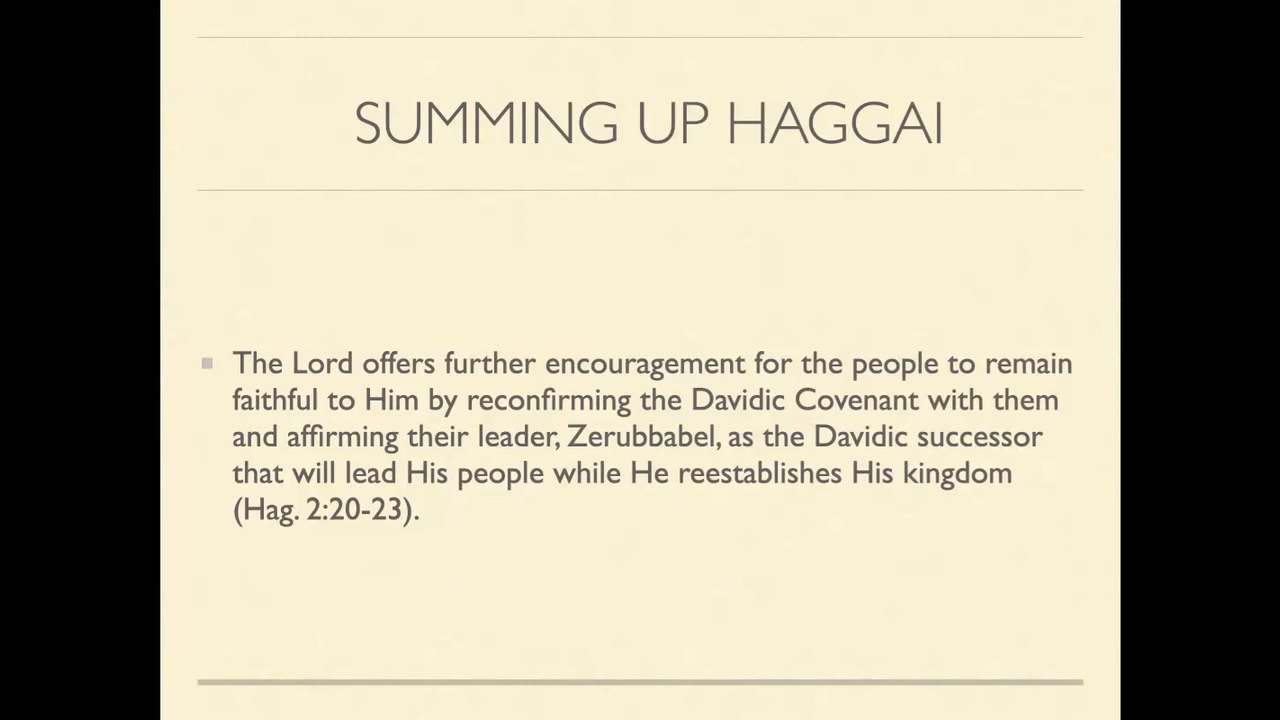 SUMMING UP HAGGAI
The Lord offers further encouragement for the people to remain
faithful to Him by reconfirming the Davidic Covenant with them
and affirming their leader, Zerubbabel, as the Davidic successor
that will lead His people while He reestablishes His kingdom
(Hag. 2:20-23).